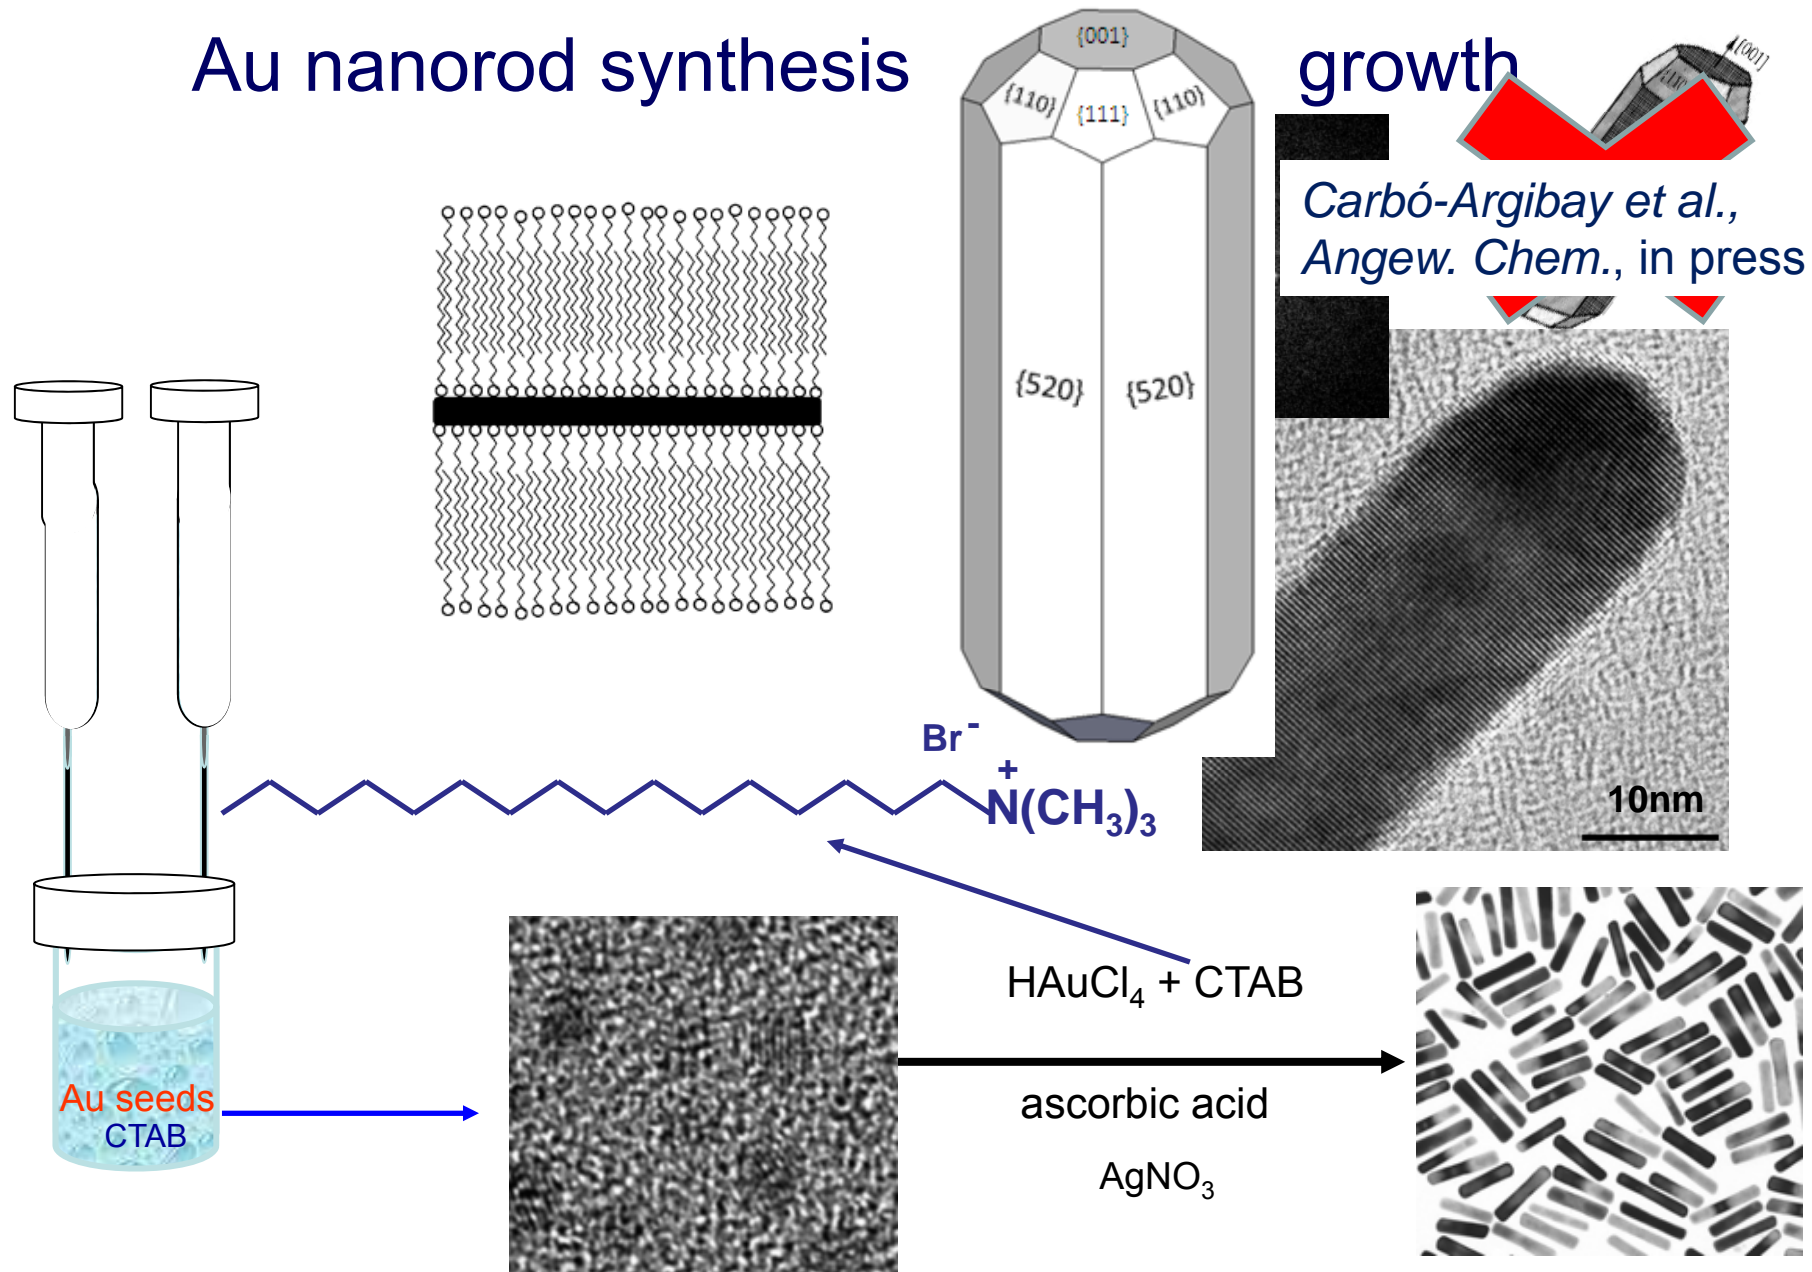 Au nanorod synthesis growth
{001}
{110} {111} {110}
{520} {520}
[001]
Carbó-Argibay et al.,
Angew. Chem., in press
Br-
+
N(CH3)3
10nm
HAuCl4 + CTAB
ascorbic acid
AgNO3
Au seeds
CTAB